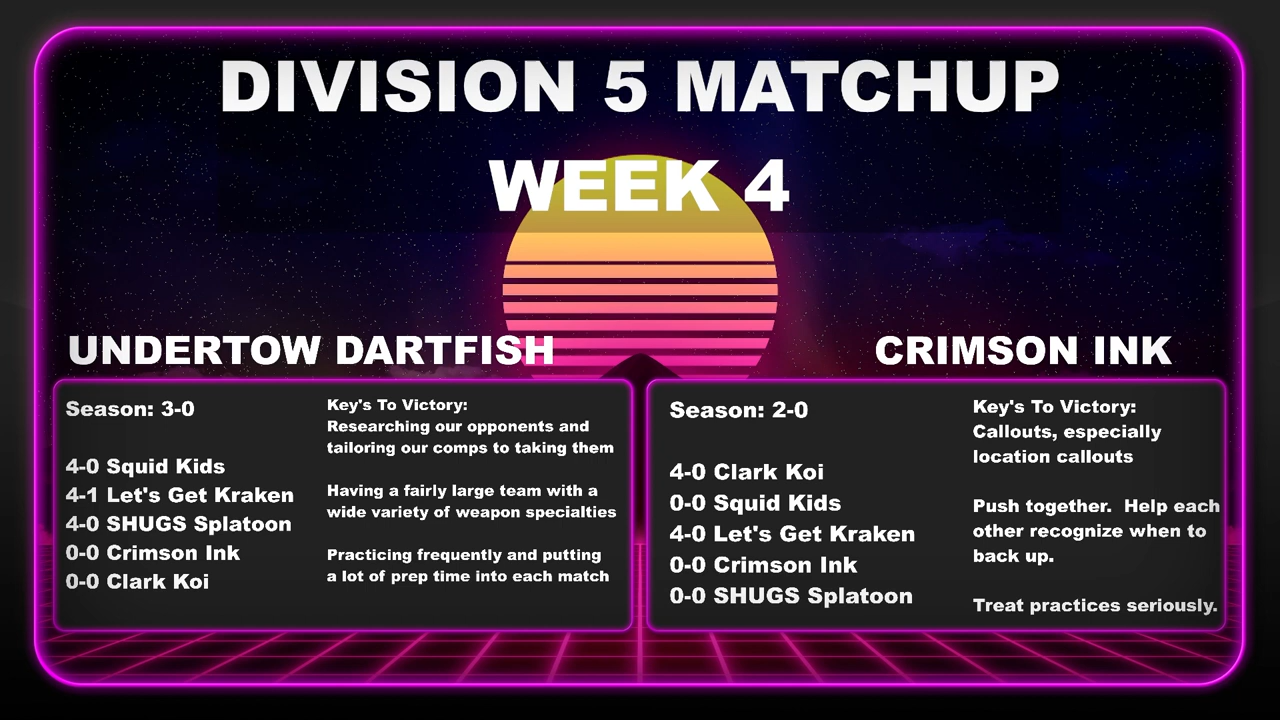 DIVISION 5 MATCHUP
WEEK 4
UNDERTOW DARTFISH
Season: 3-0
4-0 Squid Kids
4-1 Let's Get Kraken
4-0 SHUGS Splatoon
0-0 Crimson Ink
0-0 Clark Koi
Key's To Victory:
Researching our opponents and
tailoring our comps to taking them
Having a fairly large team with a
wide variety of weapon specialties
Practicing frequently and putting
a lot of prep time into each match
CRIMSON INK
Season: 2-0
4-0 Clark Koi
0-0 Squid Kids
4-0 Let's Get Kraken
0-0 Crimson Ink
0-0 SHUGS Splatoon
Key's To Victory:
Callouts, especially
location callouts
Push together.  Help each
other recognize when to
back up.
Treat practices seriously.